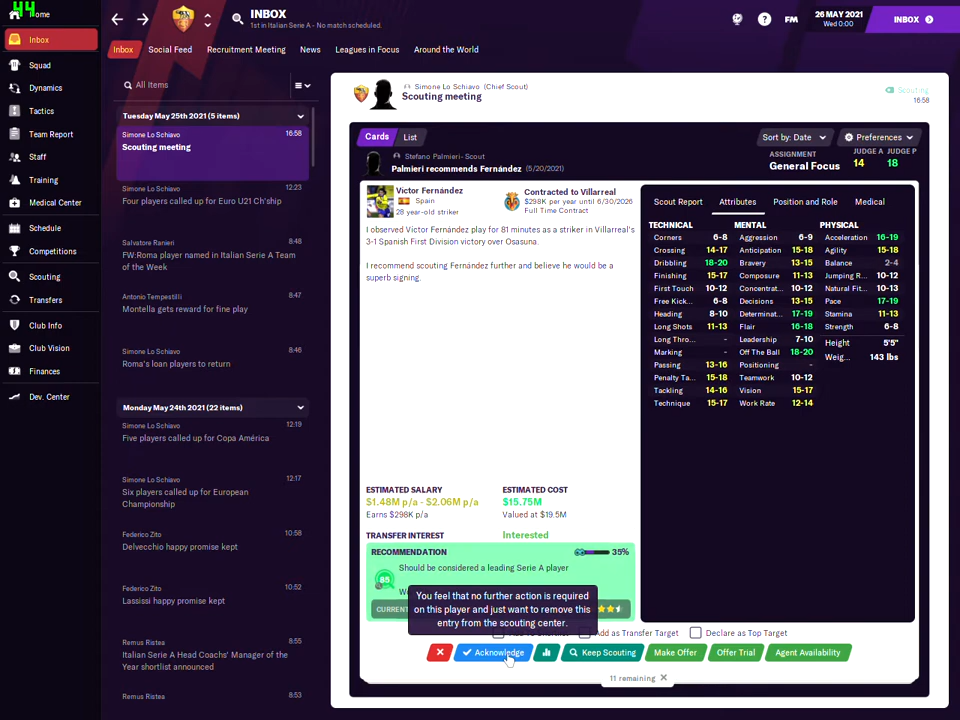 44
Home
Inbox
Squad
Dynamics
Tactics
Team Report
Staff
Training
Medical Center
Schedule
Competitions
Scouting
Transfers
Club Info
Club Vision
Finances
Dev. Center
INBOX
1st in Italian Serie A - No match scheduled.
?
FM
26 MAY 2021
Wed 0:00
INBOX
Inbox
Social Feed
Recruitment Meeting
News
Leagues in Focus
Around the World
All Items
Tuesday May 25th 2021 (5 items)
Simone Lo Schiavo 16:58
Scouting meeting
Simone Lo Schiavo 12:23
Four players called up for Euro U21 Ch'ship
Salvatore Ranieri 8:48
FW:Roma player named in Italian Serie A Team
of the Week
Antonio Tempestilli 8:47
Montella gets reward for fine play
Simone Lo Schiavo 8:46
Roma's loan players to return
Monday May 24th 2021 (22 items)
Simone Lo Schiavo 12:19
Five players called up for Copa América
Simone Lo Schiavo 12:17
Six players called up for European
Championship
Federico Zito 10:58
Delvecchio happy promise kept
Federico Zito 10:52
Lassissi happy promise kept
Remus Ristea 8:55
Italian Serie A Head Coachs' Manager of the
Year shortlist announced
Remus Ristea 8:53
Simone Lo Schiavo (Chief Scout)
Scouting meeting
Scouting
16:58
Cards
List
Sort by: Date
Preferences
Stefano Palmieri - Scout
Palmieri recommends Fernández (5/20/2021)
ASSIGNMENT
General Focus
JUDGE A
14
JUDGE P
18
Víctor Fernández
Spain
28 year-old striker
Contracted to Villarreal
$298K per year until 6/30/2026
Full Time Contract
I observed Víctor Fernández play for 81 minutes as a striker in Villarreal's
3-1 Spanish First Division victory over Osasuna.
I recommend scouting Fernández further and believe he would be a
superb signing.
ESTIMATED SALARY
$1.48M p/a - $2.06M p/a
Earns $298K p/a
ESTIMATED COST
$15.75M
Valued at $19.5M
TRANSFER INTEREST
Interested
RECOMMENDATION
35%
85
Should be considered a leading Serie A player
CURRENT
You feel that no further action is required
on this player and just want to remove this
entry from the scouting center.
Scout Report
Attributes
Position and Role
Medical
TECHNICAL
Corners 6-8
Crossing 14-17
Dribbling 18-20
Finishing 15-17
First Touch 10-12
Free Kick... 6-8
Heading 8-10
Long Shots 11-13
Long Thro... -
Marking -
Passing 13-16
Penalty Ta... 15-18
Tackling 14-16
Technique 15-17
MENTAL
Aggression 6-9
Anticipation 15-18
Bravery 13-15
Composure 11-13
Concentrat... 10-12
Decisions 13-15
Determinat... 17-19
Flair 16-18
Leadership 7-10
Off The Ball 18-20
Positioning -
Teamwork 10-12
Vision 15-17
Work Rate 12-14
PHYSICAL
Acceleration 16-19
Agility 15-18
Balance 2-4
Jumping R... 10-12
Natural Fit... 10-13
Pace 17-19
Stamina 11-13
Strength 6-8
Height 5'5"
Weig... 143 lbs
Add as Transfer Target
Declare as Top Target
Acknowledge
Keep Scouting
Make Offer
Offer Trial
Agent Availability
11 remaining